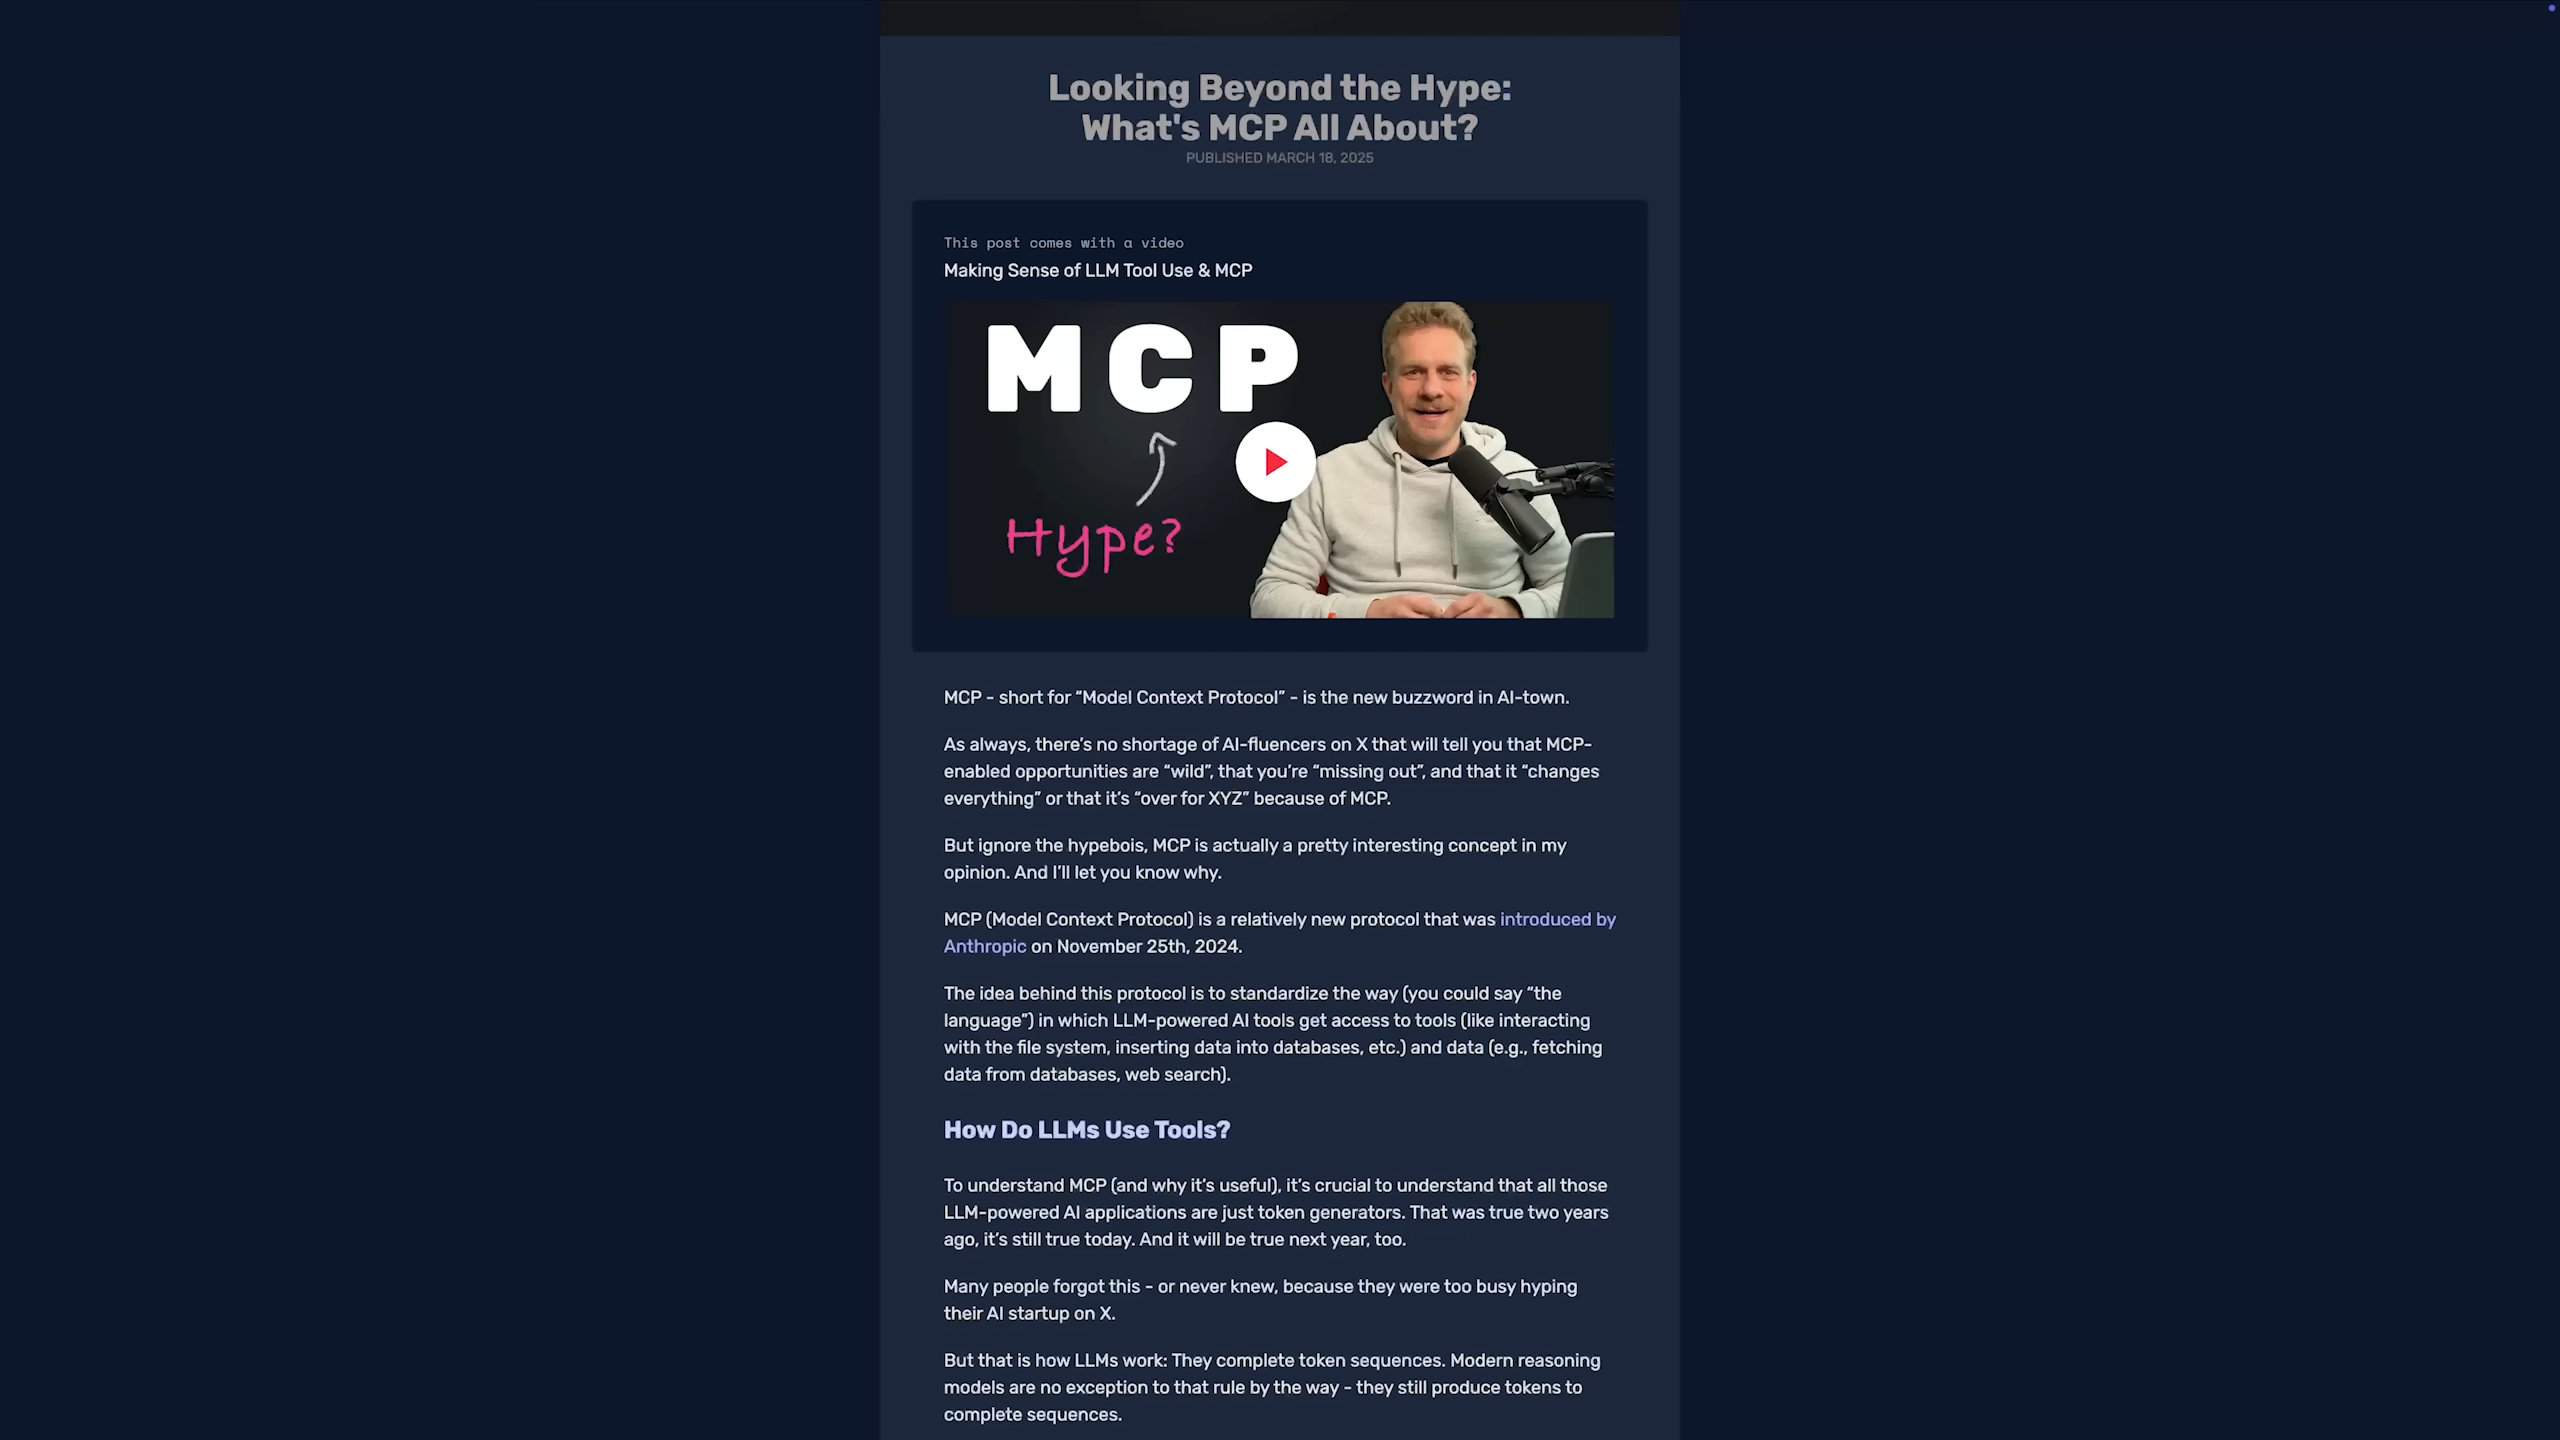 Looking Beyond the Hype:
What's MCP All About?
PUBLISHED MARCH 18, 2025
This post comes with a video
Making Sense of LLM Tool Use & MCP
MCP
Hype?
MCP - short for “Model Context Protocol” - is the new buzzword in AI-town.
As always, there’s no shortage of AI-fluencers on X that will tell you that MCP-
enabled opportunities are “wild”, that you’re “missing out”, and that it “changes
everything” or that it’s “over for XYZ” because of MCP.
But ignore the hypebois, MCP is actually a pretty interesting concept in my
opinion. And I’ll let you know why.
MCP (Model Context Protocol) is a relatively new protocol that was introduced by
Anthropic on November 25th, 2024.
The idea behind this protocol is to standardize the way (you could say “the
language”) in which LLM-powered AI tools get access to tools (like interacting
with the file system, inserting data into databases, etc.) and data (e.g., fetching
data from databases, web search).
How Do LLMs Use Tools?
To understand MCP (and why it’s useful), it’s crucial to understand that all those
LLM-powered AI applications are just token generators. That was true two years
ago, it’s still true today. And it will be true next year, too.
Many people forgot this - or never knew, because they were too busy hyping
their AI startup on X.
But that is how LLMs work: They complete token sequences. Modern reasoning
models are no exception to that rule by the way - they still produce tokens to
complete sequences.